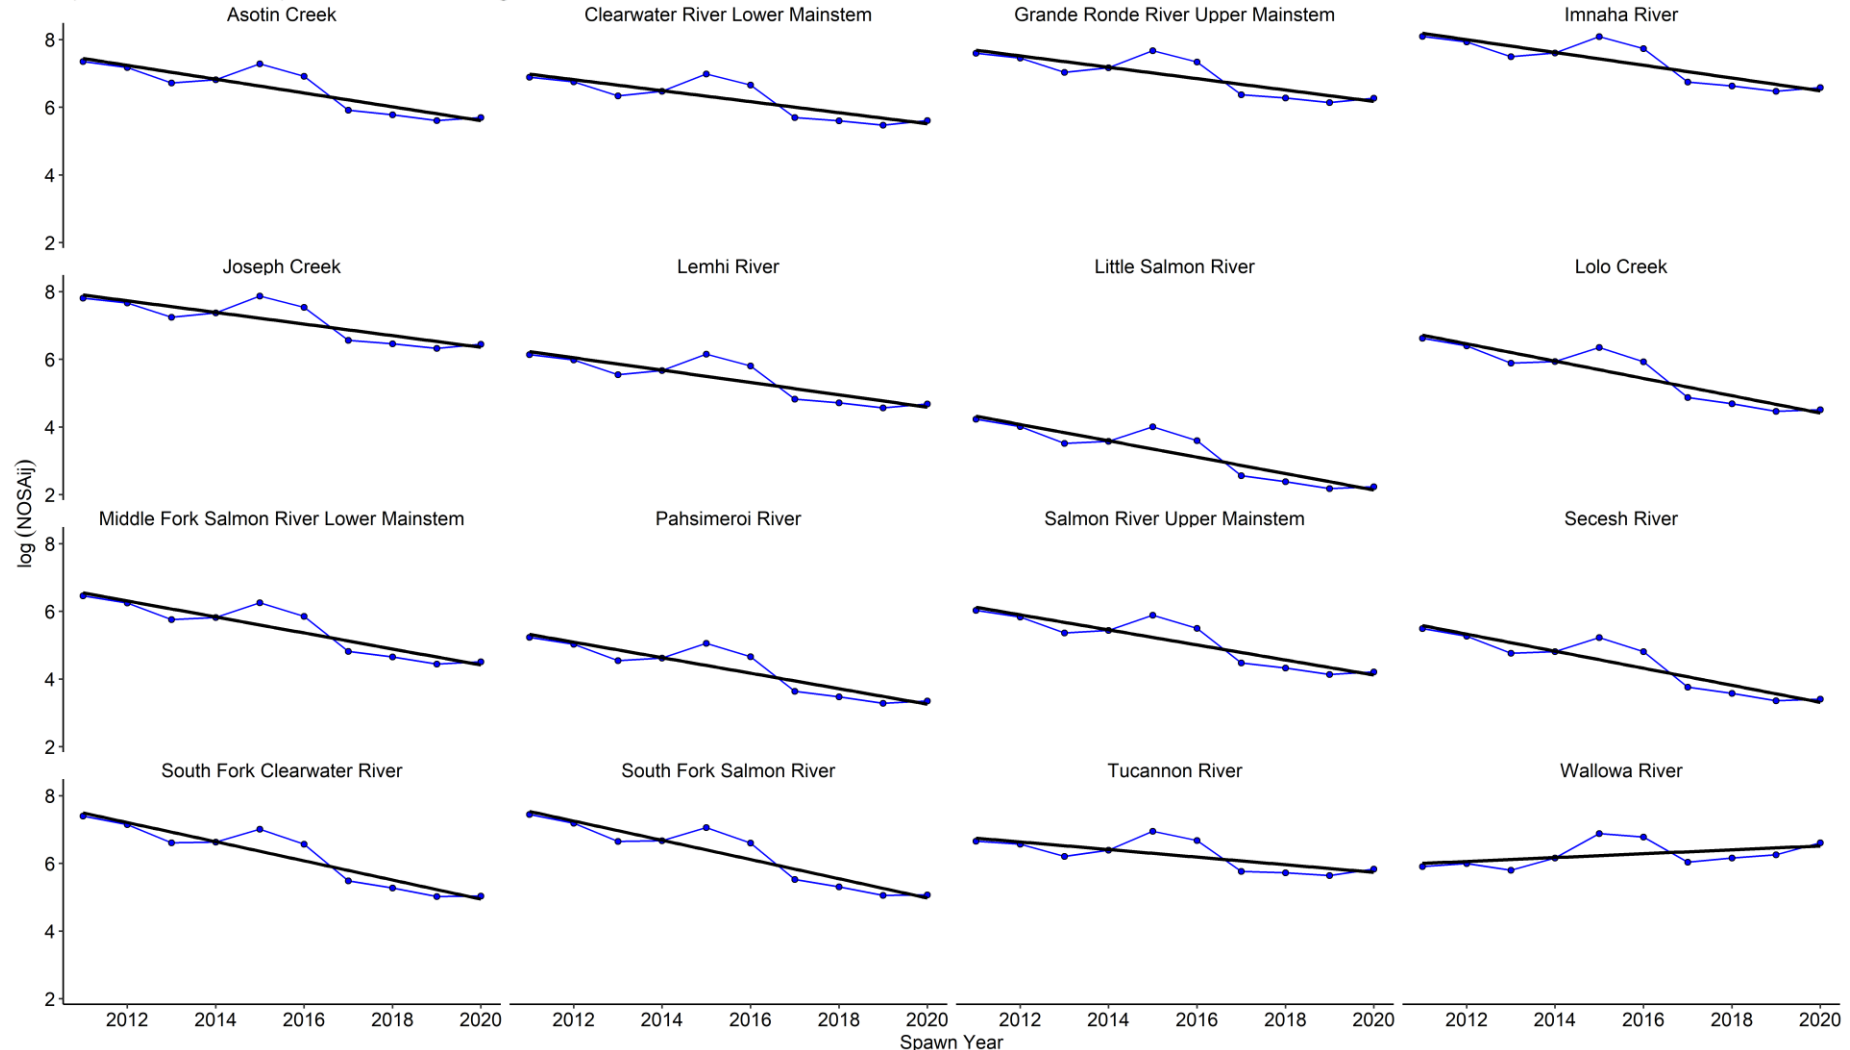 Asotin Creek
Clearwater River Lower Mainstem
Grande Ronde River Upper Mainstem
Imnaha River
8
6
4
2
Joseph Creek
Lemhi River
Little Salmon River
Lolo Creek
8
6
4
2
log (NOSAij)
Middle Fork Salmon River Lower Mainstem
Pahsimeroi River
Salmon River Upper Mainstem
Secesh River
8
6
4
2
South Fork Clearwater River
South Fork Salmon River
Tucannon River
Wallowa River
8
6
4
2
2012 2014 2016 2018 2020
2012 2014 2016 2018 2020
2012 2014 2016 2018 2020
2012 2014 2016 2018 2020
Spawn Year